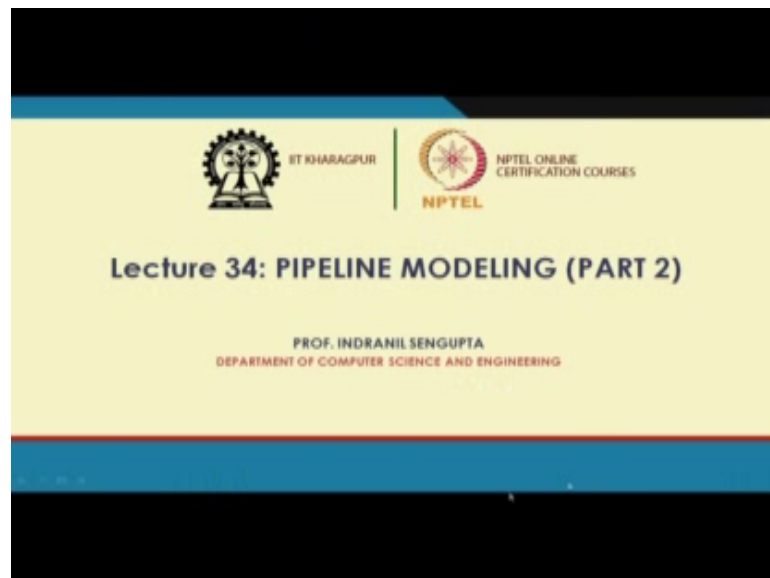 IIT KHARAGPUR
NPTEL
NPTEL ONLINE
CERTIFICATION COURSES
Lecture 34: PIPELINE MODELING (PART 2)
PROF. INDRANIL SENGUPTA
DEPARTMENT OF COMPUTER SCIENCE AND ENGINEERING